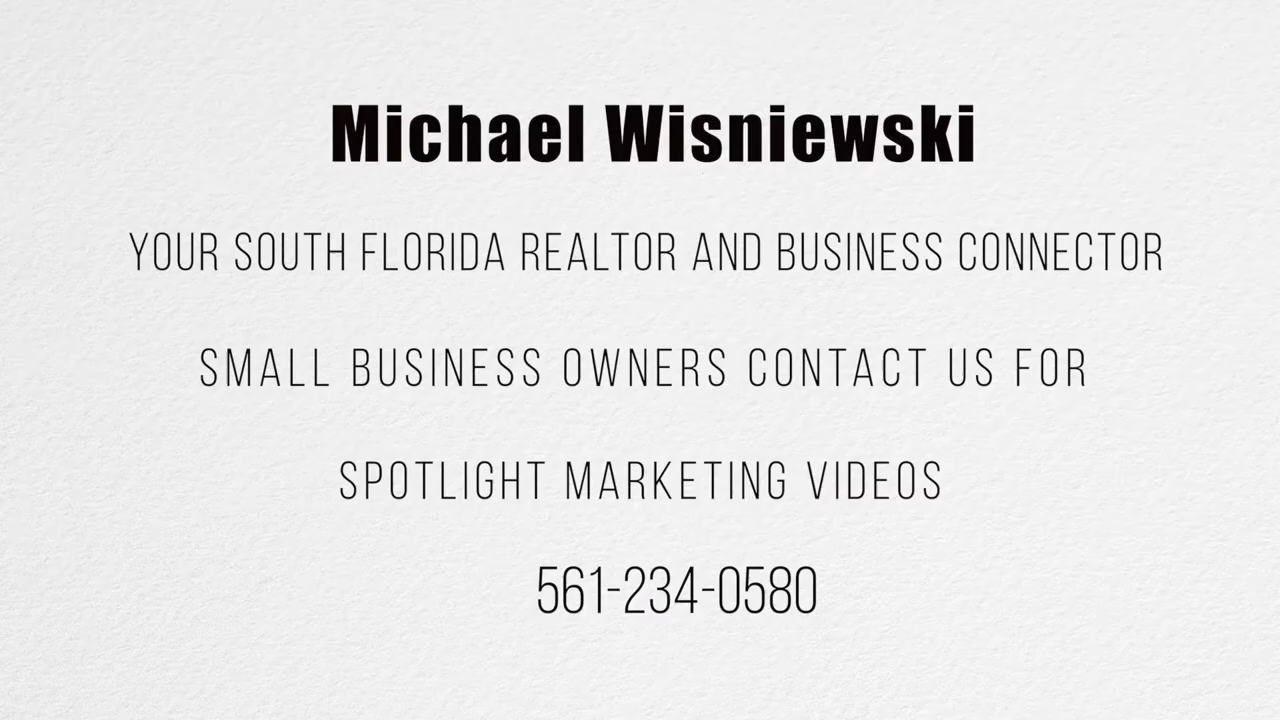 Michael Wisniewski
YOUR SOUTH FLORIDA REALTOR AND BUSINESS CONNECTOR
SMALL BUSINESS OWNERS CONTACT US FOR
SPOTLIGHT MARKETING VIDEOS
561-234-0580